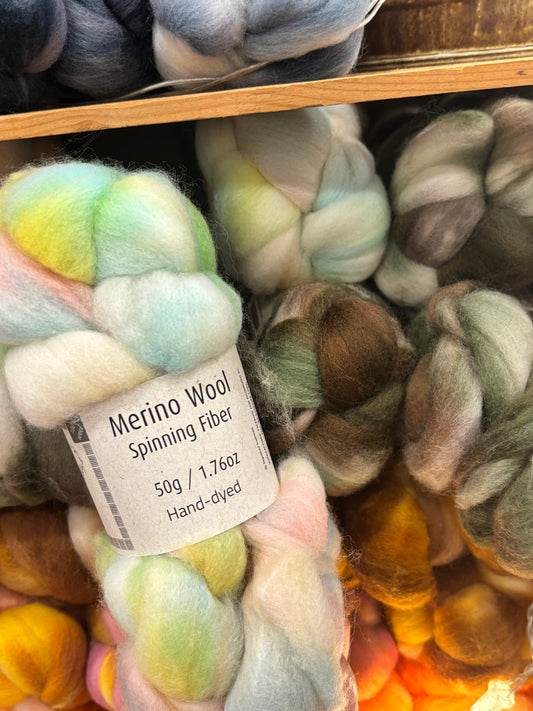 Merino Wool
Spinning Fiber
50g / 1.76oz
Hand-dyed